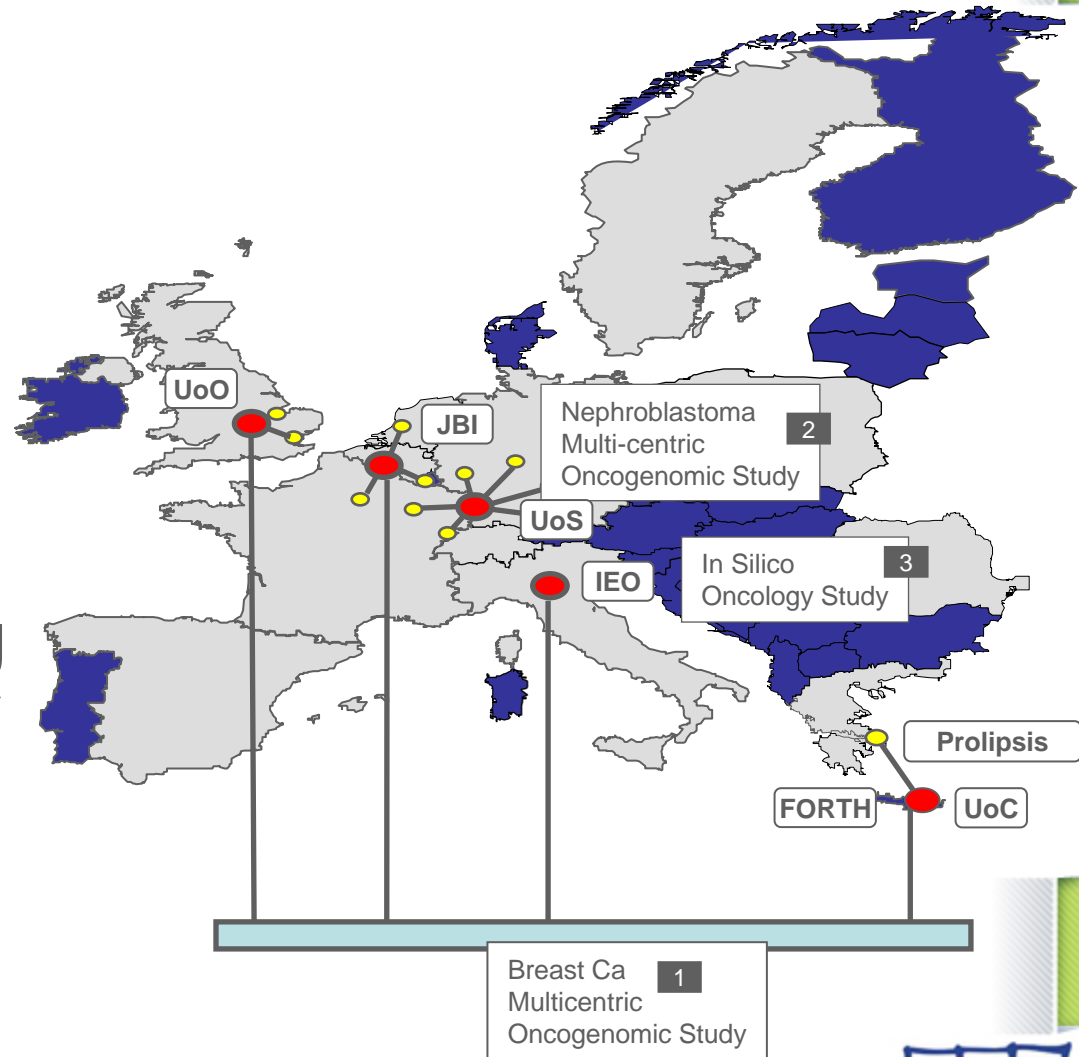 UoO
JBI
Nephroblastoma
Multi-centric
Oncogenomic Study
2
UoS
In Silico
Oncology Study
3
IEO
Prolipsis
FORTH
UoC
Breast Ca
Multicentric
Oncogenomic Study
1